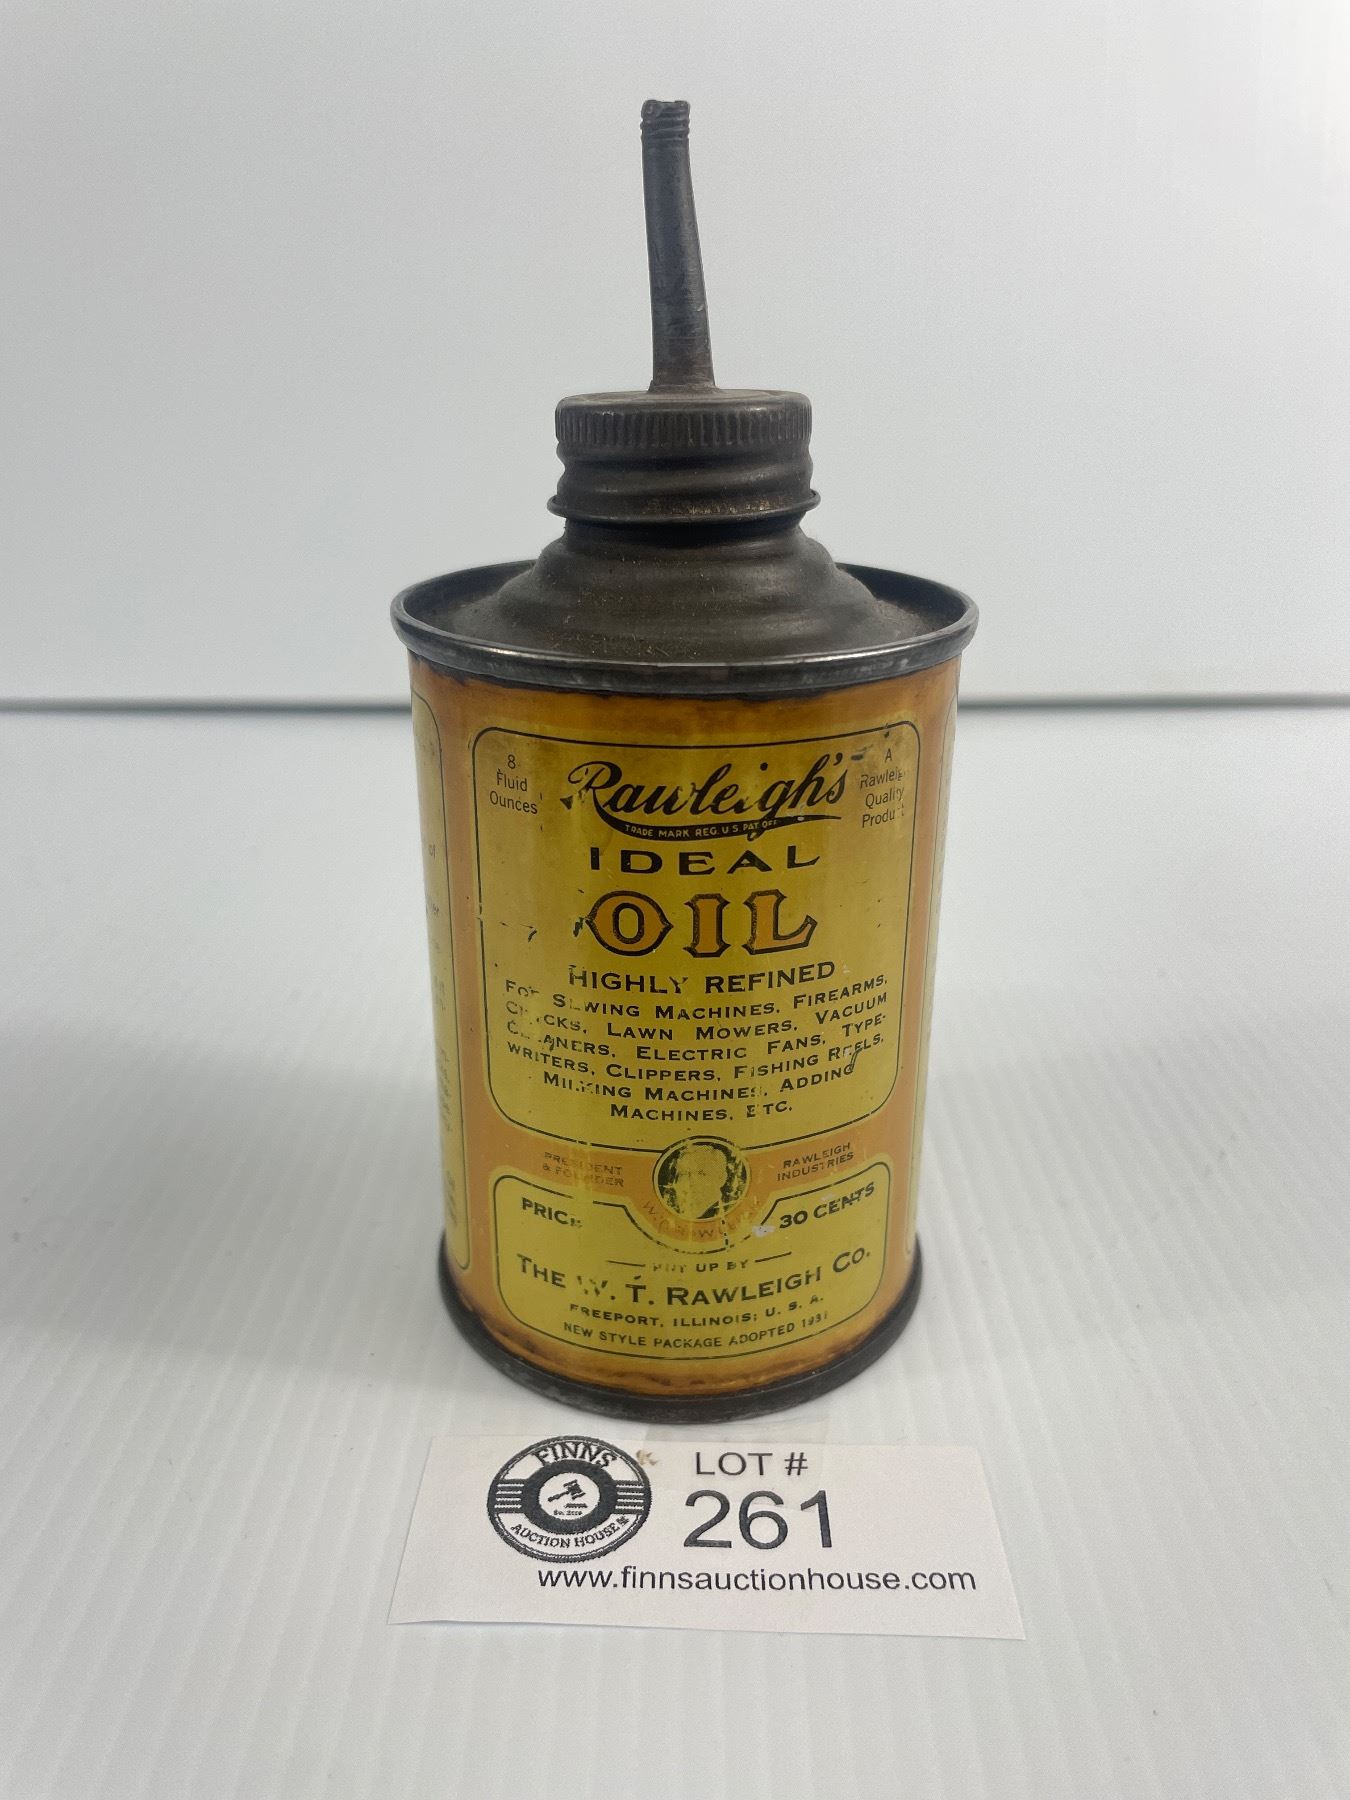 8
Fluid
Ounces
Rawleigh's
TRADE MARK REG. U.S. PAT. OFF.
A
Rawleigh
Quality
Product
IDEAL
OIL
HIGHLY REFINED
FOR SEWING MACHINES, FIREARMS,
CLOCKS, LAWN MOWERS, VACUUM
CLEANERS, ELECTRIC FANS, TYPE-
WRITERS, CLIPPERS, FISHING REELS,
MILKING MACHINES, ADDING
MACHINES, ETC.
PRESIDENT
& FOUNDER
RAWLEIGH
INDUSTRIES
PRICE
30 CENTS
PUT UP BY
THE W. T. RAWLEIGH CO.
FREEPORT, ILLINOIS, U. S. A.
NEW STYLE PACKAGE ADOPTED 1931
FINNS
AUCTION HOUSE
LOT #
261
www.finnsauctionhouse.com